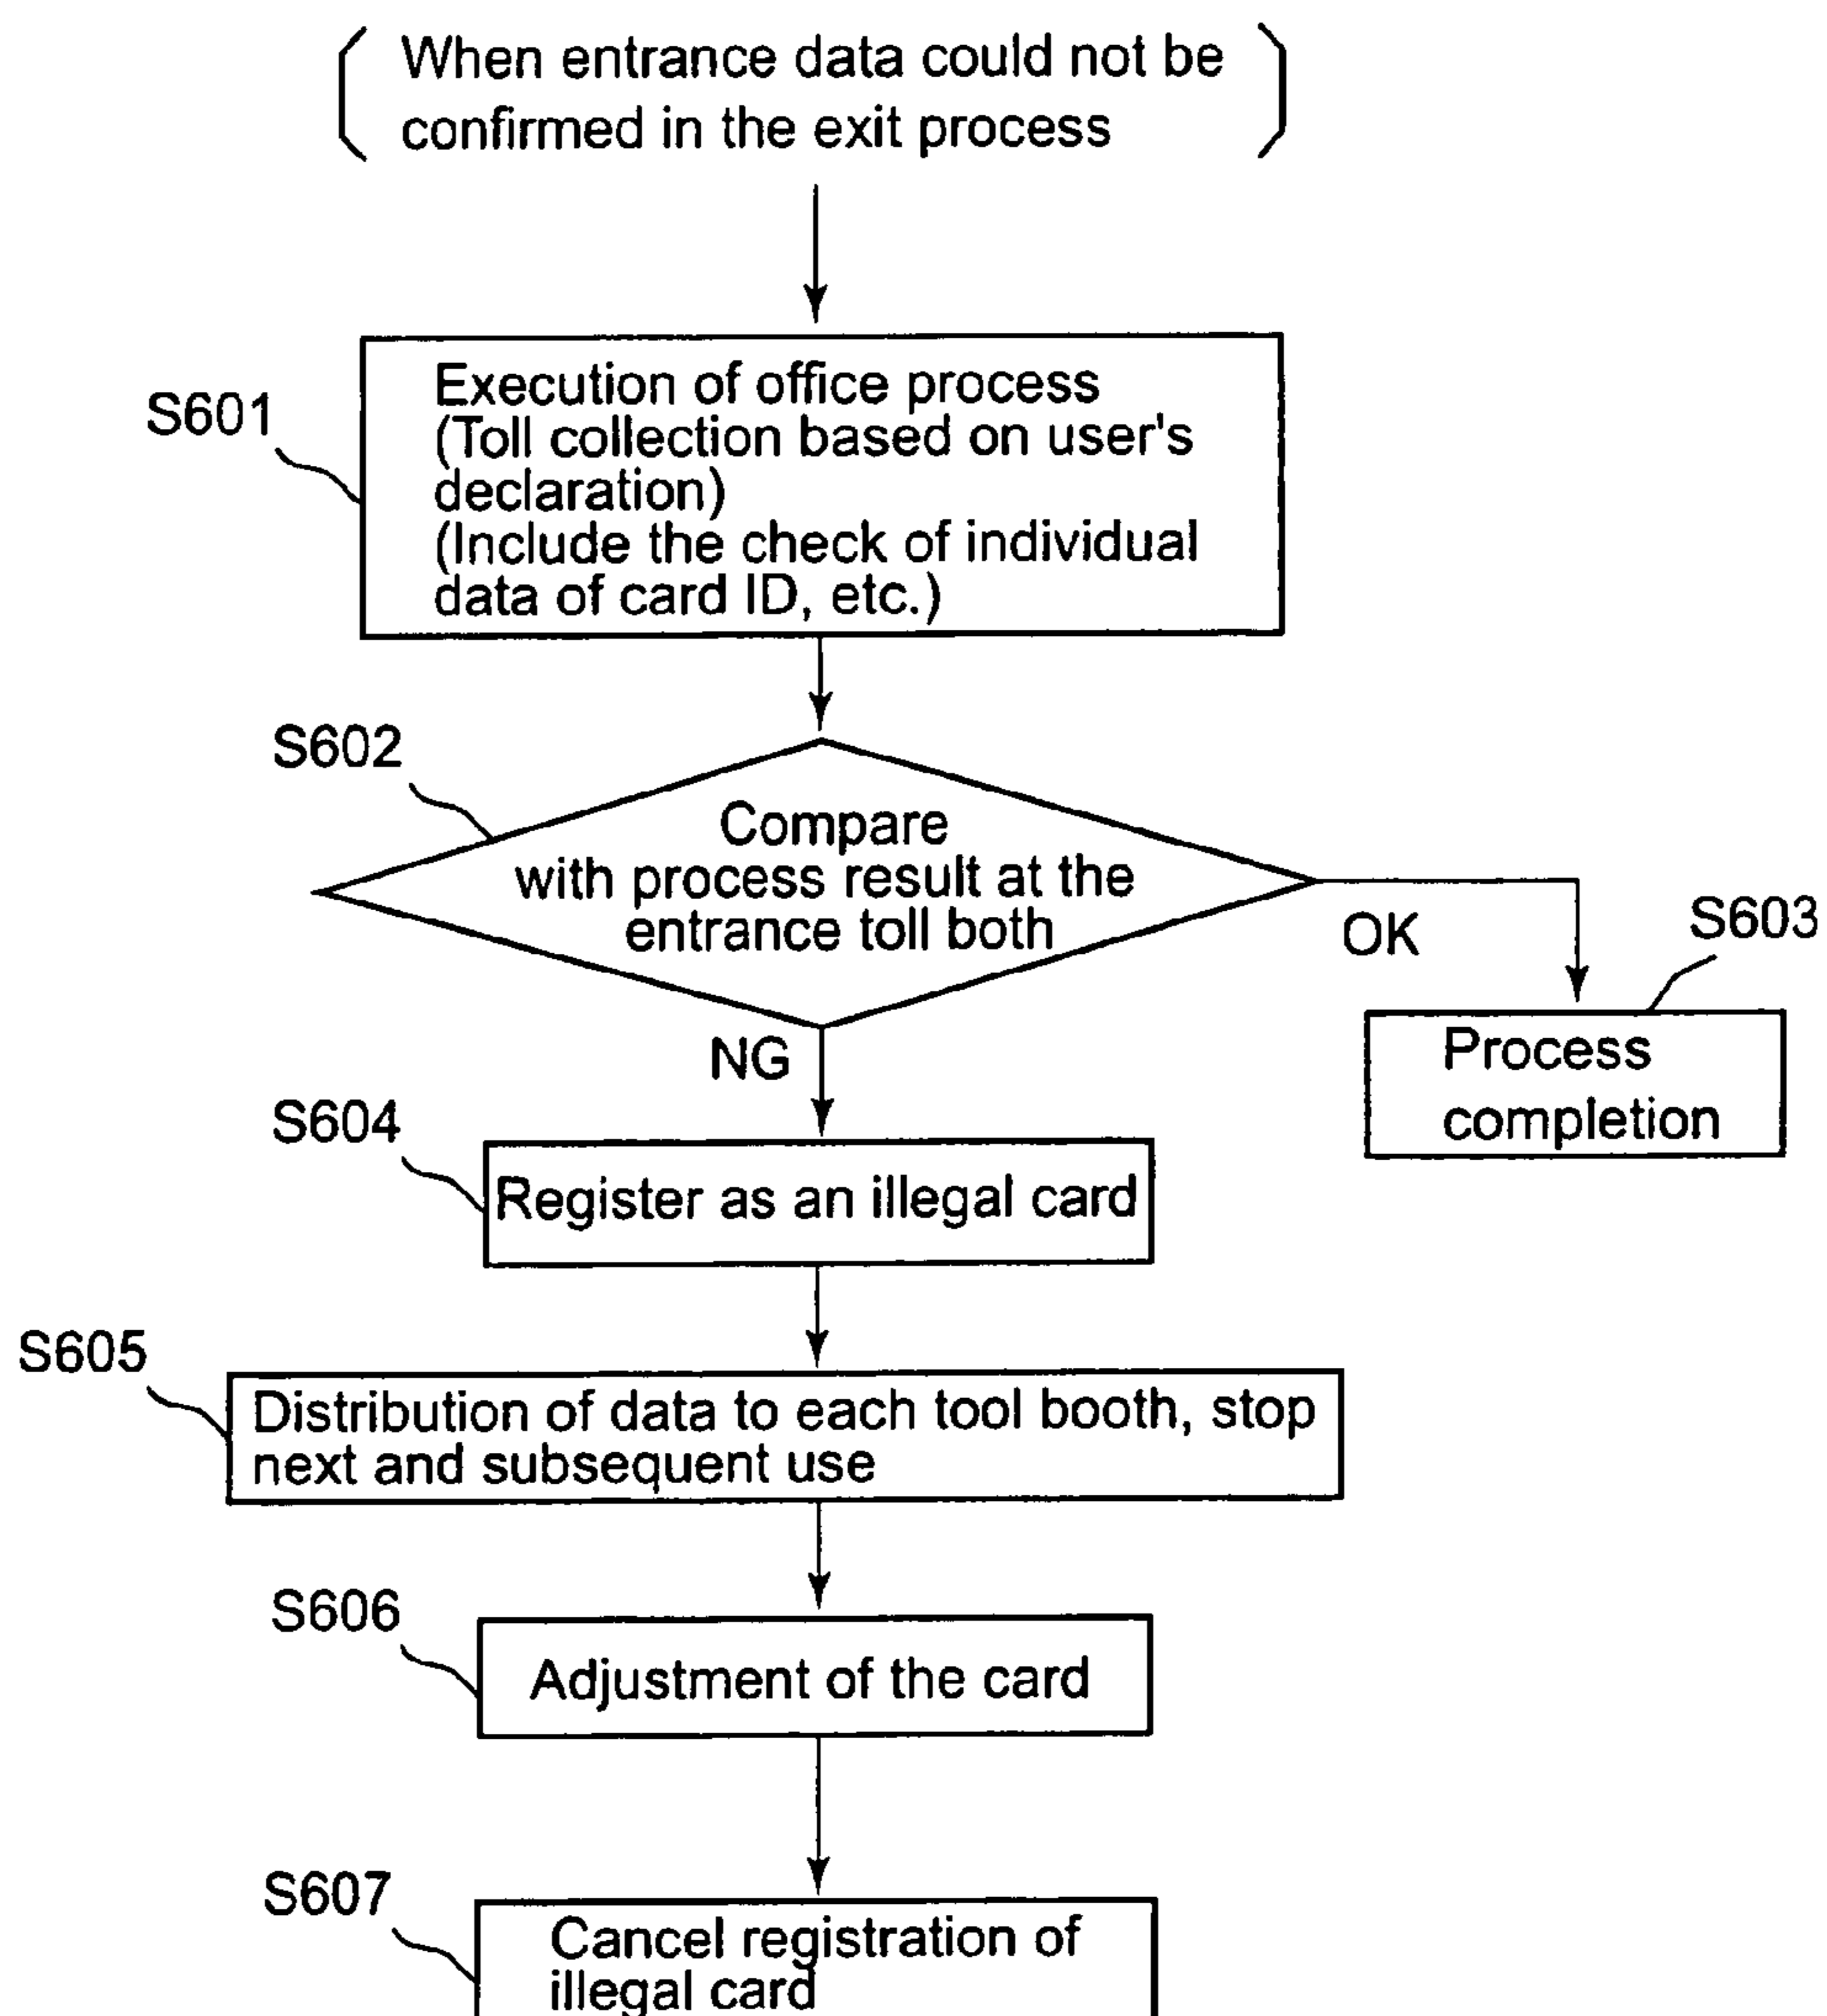 When entrance data could not be
confirmed in the exit process
S601
Execution of office process
(Toll collection based on user's
declaration)
(Include the check of individual
data of card ID, etc.)
S602
Compare
with process result at the
entrance toll both
OK
S603
Process
completion
NG
S604
Register as an illegal card
S605
Distribution of data to each tool booth, stop
next and subsequent use
S606
Adjustment of the card
S607
Cancel registration of
illegal card